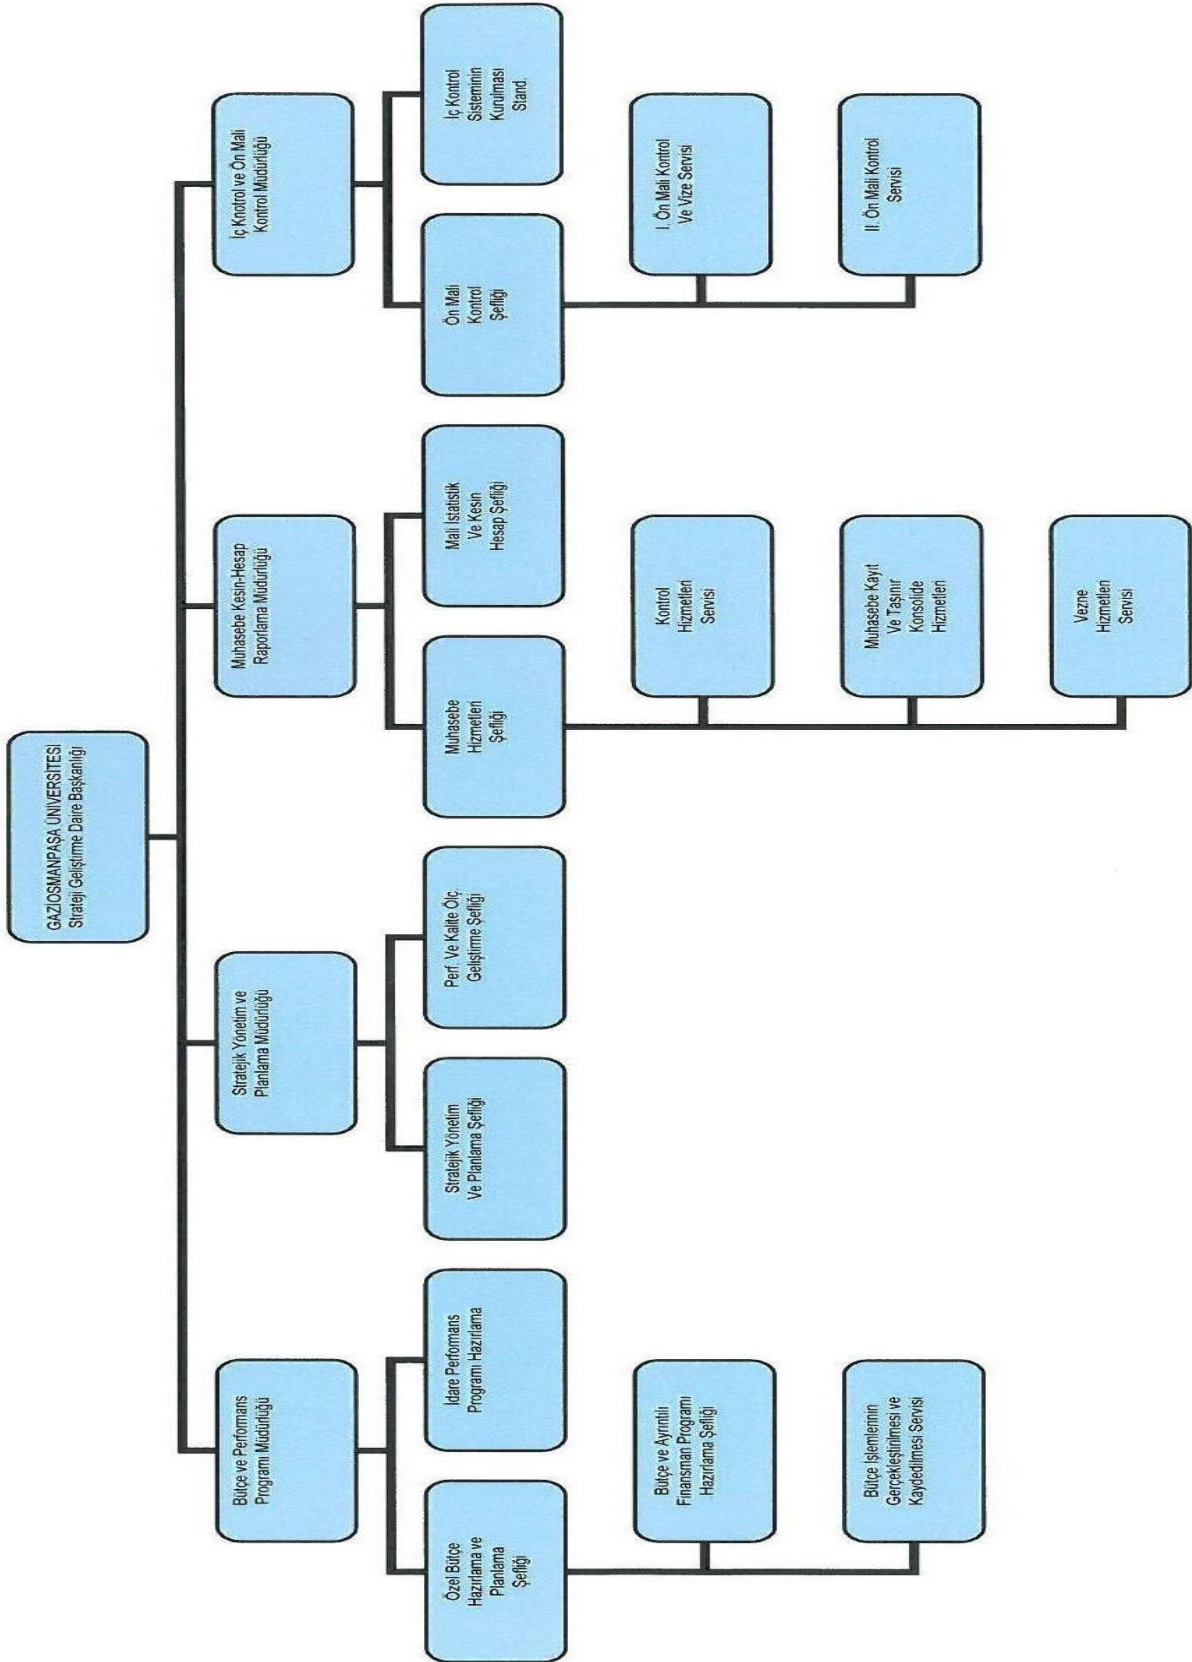 GAZİOSMANPAŞA ÜNİVERSİTESİ
Strateji Geliştirme Daire Başkanlığı
Bütçe ve Performans
Programı Müdürlüğü
Stratejik Yönetim ve
Planlama Müdürlüğü
Muhasebe Kesin-Hesap
Raporlama Müdürlüğü
İç Knotrol ve Ön Mali
Kontrol Müdürlüğü
Özel Bütçe
Hazırlama ve
Planlama
Şefliği
İdare Performans
Programı Hazırlama
Stratejik Yönetim
Ve Planlama Şefliği
Perf. Ve Kalite Ölç.
Geliştirme Şefliği
Muhasebe
Hizmetleri
Şefliği
Mali İstatistik
Ve Kesin
Hesap Şefliği
Ön Mali
Kontrol
Şefliği
İç Kontrol
Sisteminin
Kurulması
Stand.
Bütçe ve Ayrıntılı
Finansman Programı
Hazırlama Şefliği
Kontrol
Hizmetleri
Servisi
I. Ön Mali Kontrol
Ve Vize Servisi
Bütçe İşlemlerinin
Gerçekleştirilmesi ve
Kaydedilmesi Servisi
Muhasebe Kayıt
Ve Taşınır
Konsolide
Hizmetleri
II. Ön Mali Kontrol
Servisi
Vezne
Hizmetleri
Servisi